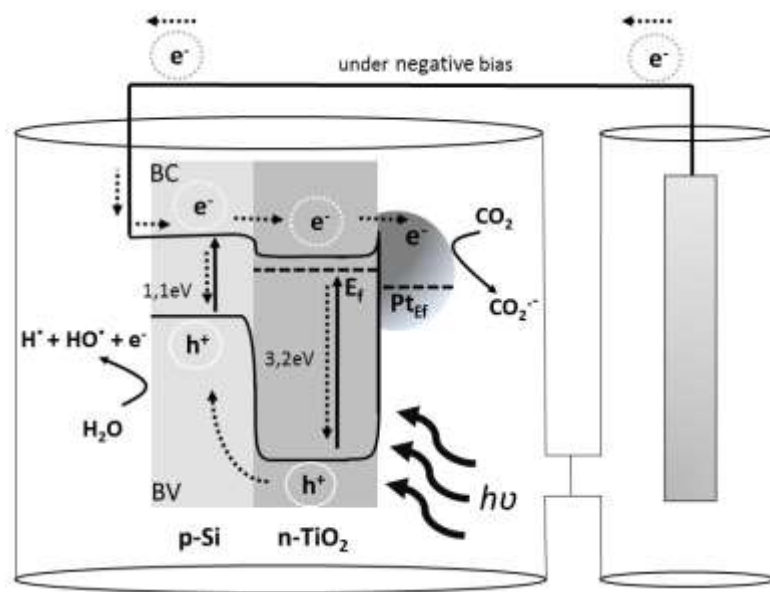 e⁻
e⁻
under negative bias
BC
e⁻
e⁻
e⁻
CO₂
1,1eV
E_f
Pt_Ef
CO₂•⁻
H• + HO• + e⁻
h⁺
3,2eV
H₂O
h⁺
hυ
BV
p-Si
n-TiO₂